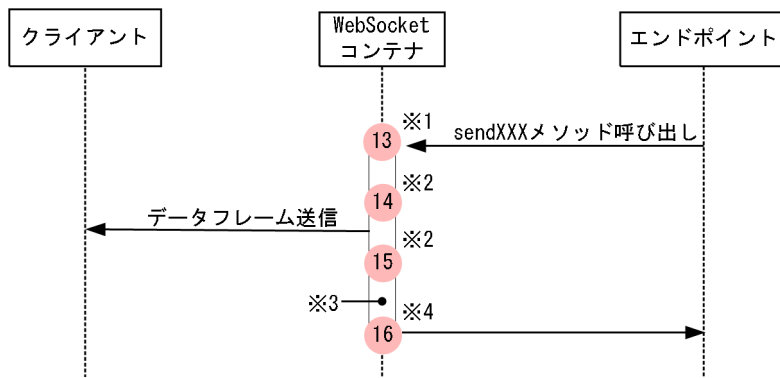 クライアント
WebSocket
コンテナ
エンドポイント
※1
13
sendXXXメソッド呼び出し
※2
14
データフレーム送信
※2
15
※3
※4
16